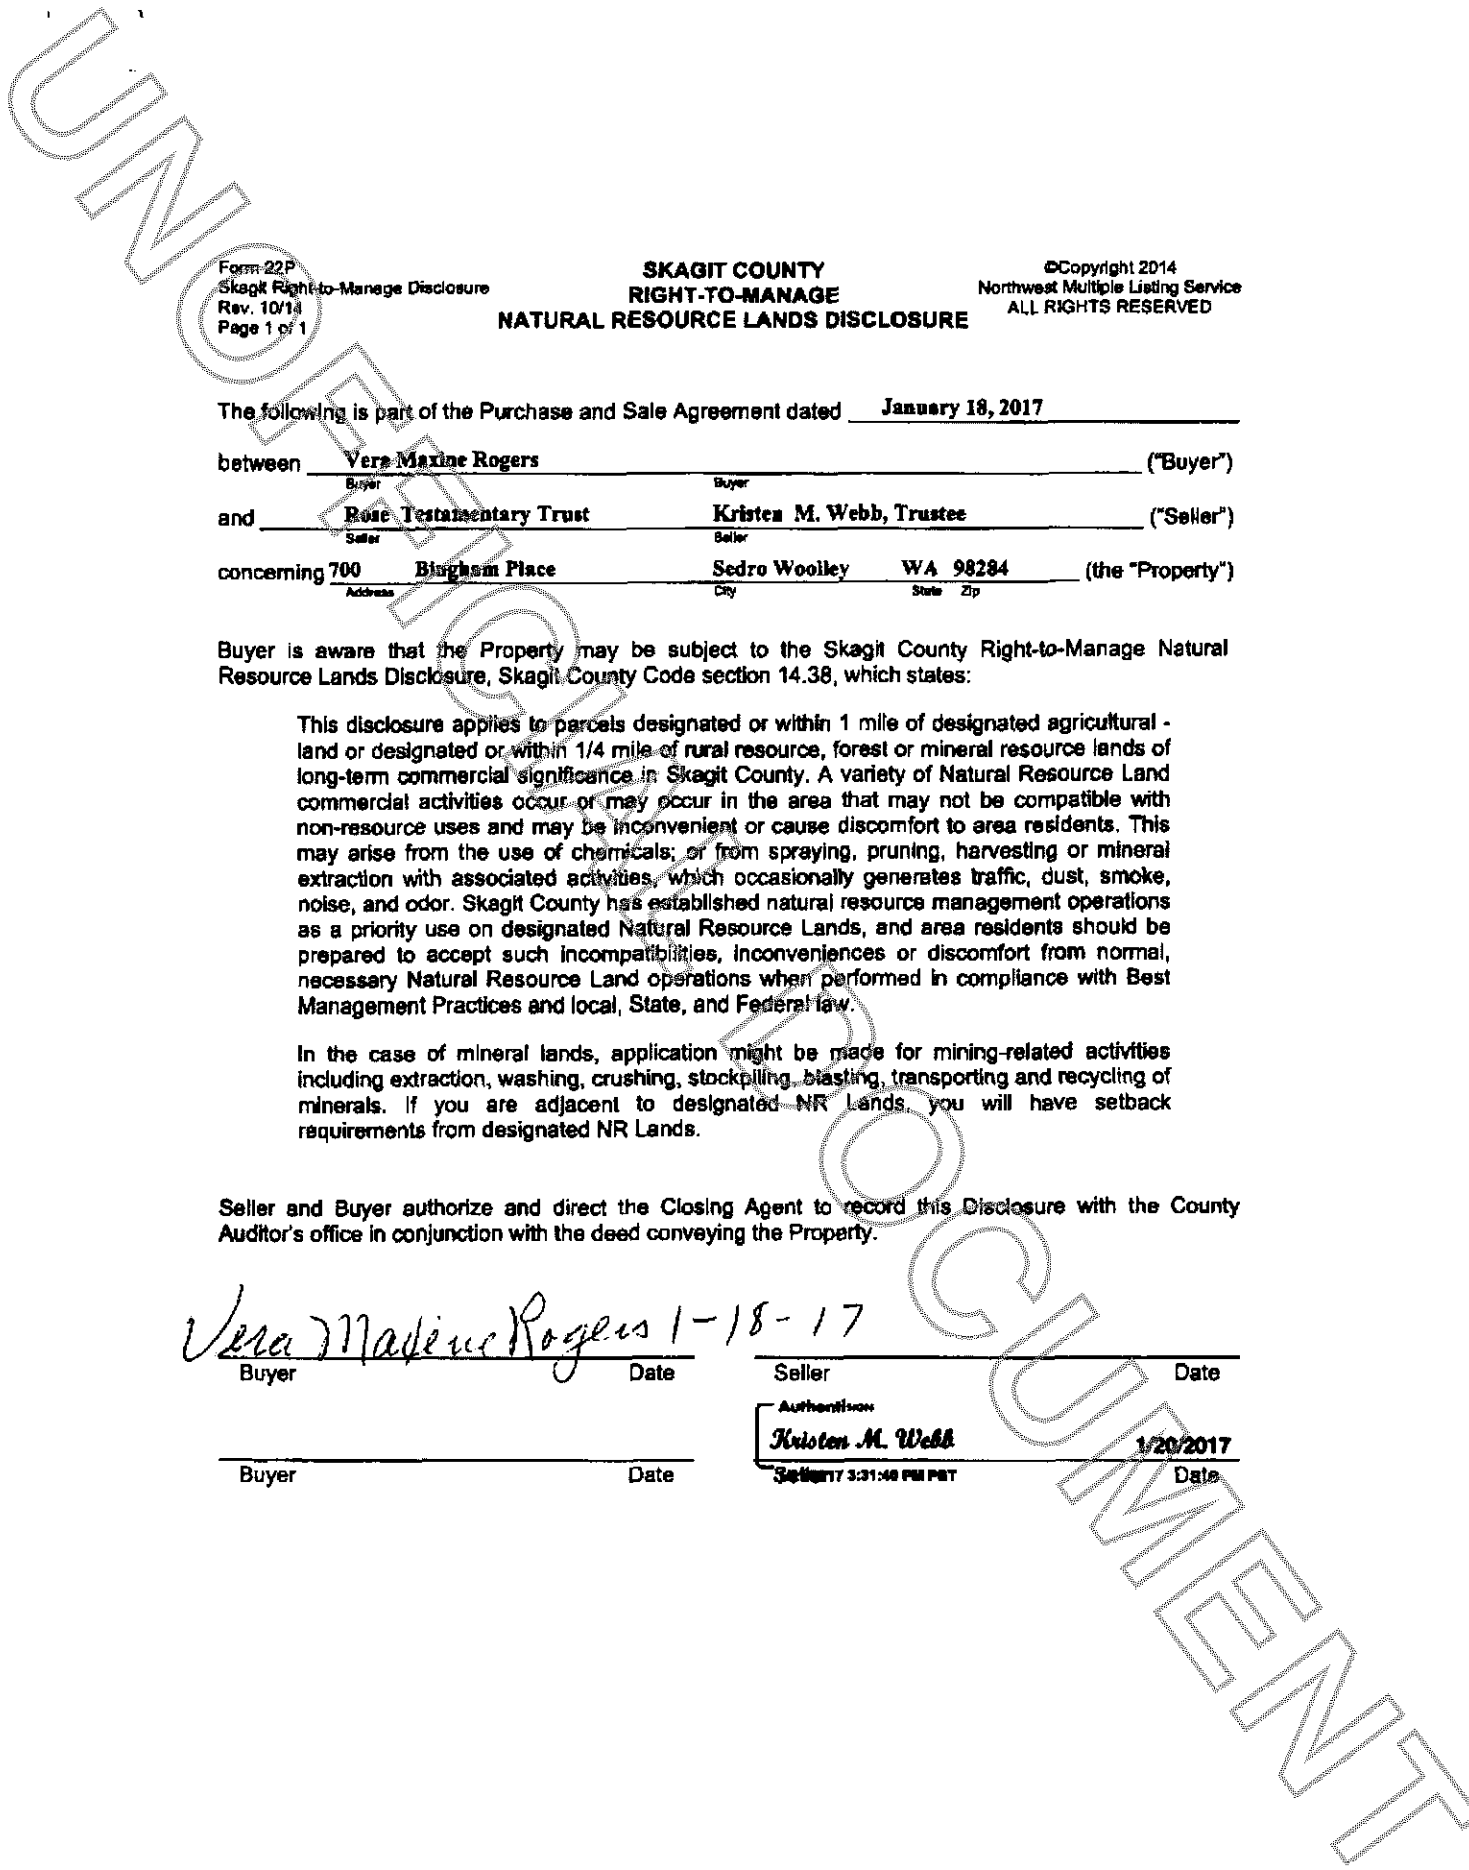 Form 22P
Skagit Right-to-Manage Disclosure
Rev. 10/14
Page 1 of 1
SKAGIT COUNTY
RIGHT-TO-MANAGE
NATURAL RESOURCE LANDS DISCLOSURE
©Copyright 2014
Northwest Multiple Listing Service
ALL RIGHTS RESERVED
The following is part of the Purchase and Sale Agreement dated January 18, 2017
between Vera Maxine Rogers ("Buyer")
Buyer Buyer
and Rose Testamentary Trust Kristen M. Webb, Trustee ("Seller")
Seller Seller
concerning 700 Bingham Place Sedro Woolley WA 98284 (the "Property")
Address City State Zip
Buyer is aware that the Property may be subject to the Skagit County Right-to-Manage Natural
Resource Lands Disclosure, Skagit County Code section 14.38, which states:
This disclosure applies to parcels designated or within 1 mile of designated agricultural -
land or designated or within 1/4 mile of rural resource, forest or mineral resource lands of
long-term commercial significance in Skagit County. A variety of Natural Resource Land
commercial activities occur or may occur in the area that may not be compatible with
non-resource uses and may be inconvenient or cause discomfort to area residents. This
may arise from the use of chemicals; or from spraying, pruning, harvesting or mineral
extraction with associated activities, which occasionally generates traffic, dust, smoke,
noise, and odor. Skagit County has established natural resource management operations
as a priority use on designated Natural Resource Lands, and area residents should be
prepared to accept such incompatibilities, inconveniences or discomfort from normal,
necessary Natural Resource Land operations when performed in compliance with Best
Management Practices and local, State, and Federal law.
In the case of mineral lands, application might be made for mining-related activities
including extraction, washing, crushing, stockpiling, blasting, transporting and recycling of
minerals. If you are adjacent to designated NR Lands, you will have setback
requirements from designated NR Lands.
Seller and Buyer authorize and direct the Closing Agent to record this Disclosure with the County
Auditor's office in conjunction with the deed conveying the Property.
Vera Maxine Rogers 1-18-17
Buyer Date Seller Date
Authentisign
Kristen M. Webb 1/20/2017
Buyer Date Seller 3:31:40 PM PST Date
UNOFFICIAL DOCUMENT